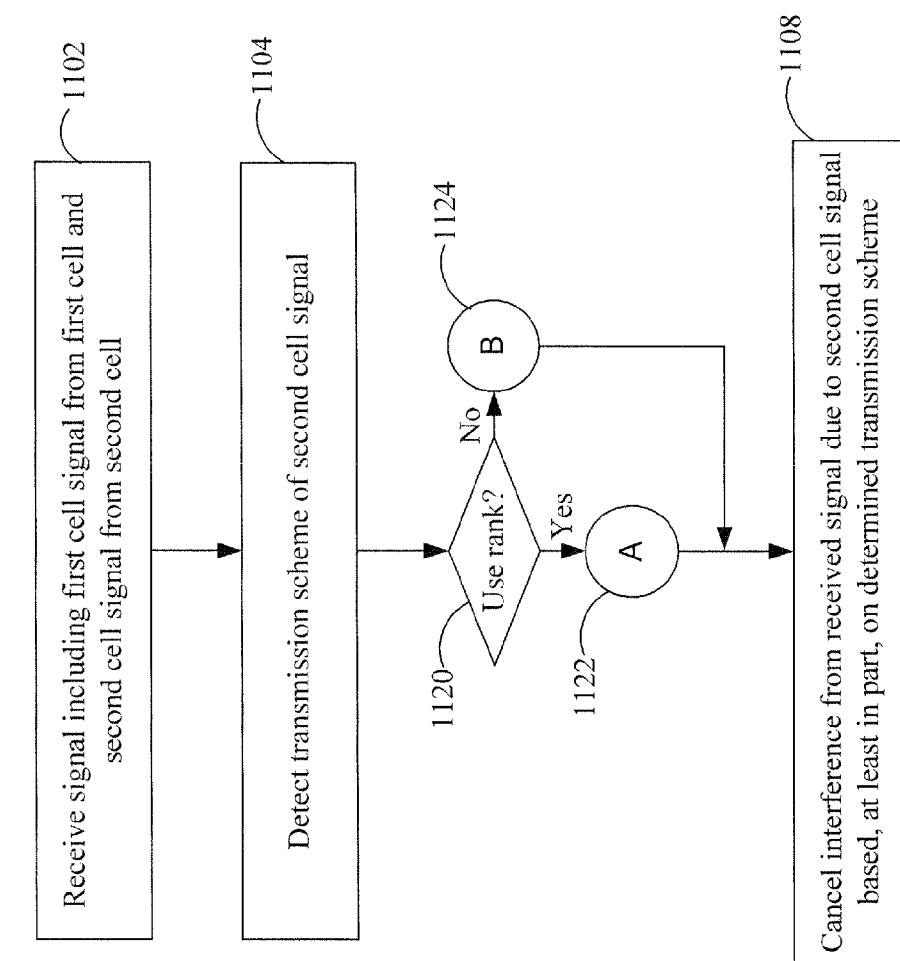 1102
Receive signal including first cell signal from first cell and
second cell signal from second cell
1104
Detect transmission scheme of second cell signal
1120
Use rank?
No
B
1124
Yes
1122
A
1108
Cancel interference from received signal due to second cell signal
based, at least in part, on determined transmission scheme